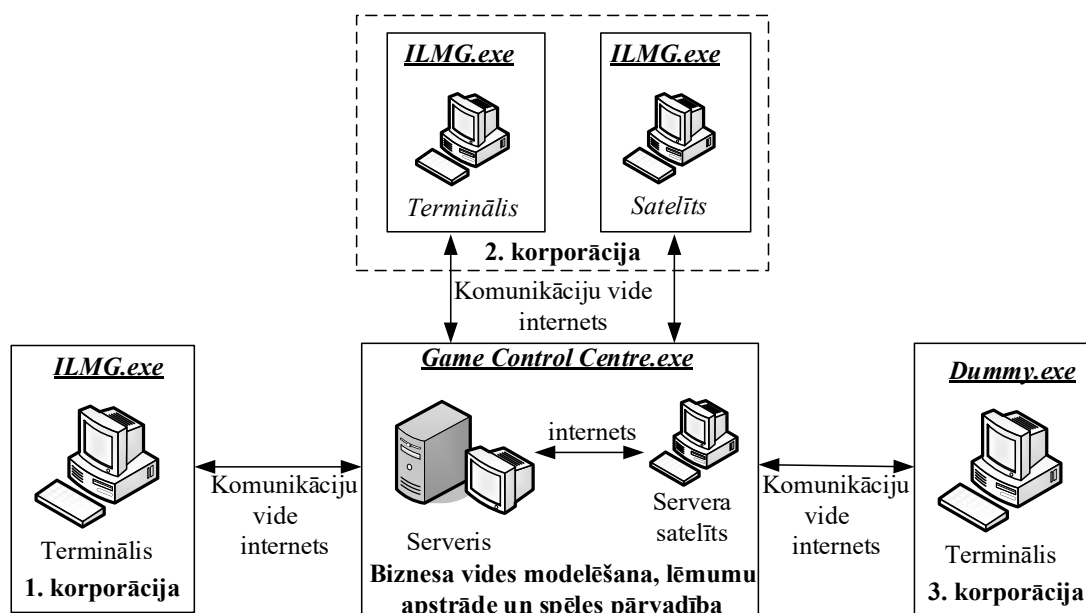 ILMG.exe
Terminālis
ILMG.exe
Satelīts
2. korporācija
Komunikāciju vide
internets
ILMG.exe
Terminālis
1. korporācija
Komunikāciju
vide
internets
Game Control Centre.exe
internets
Serveris
Servera
satelīts
Biznesa vides modelēšana, lēmumu
apstrāde un spēles pārvadība
Komunikāciju
vide
internets
Dummy.exe
Terminālis
3. korporācija